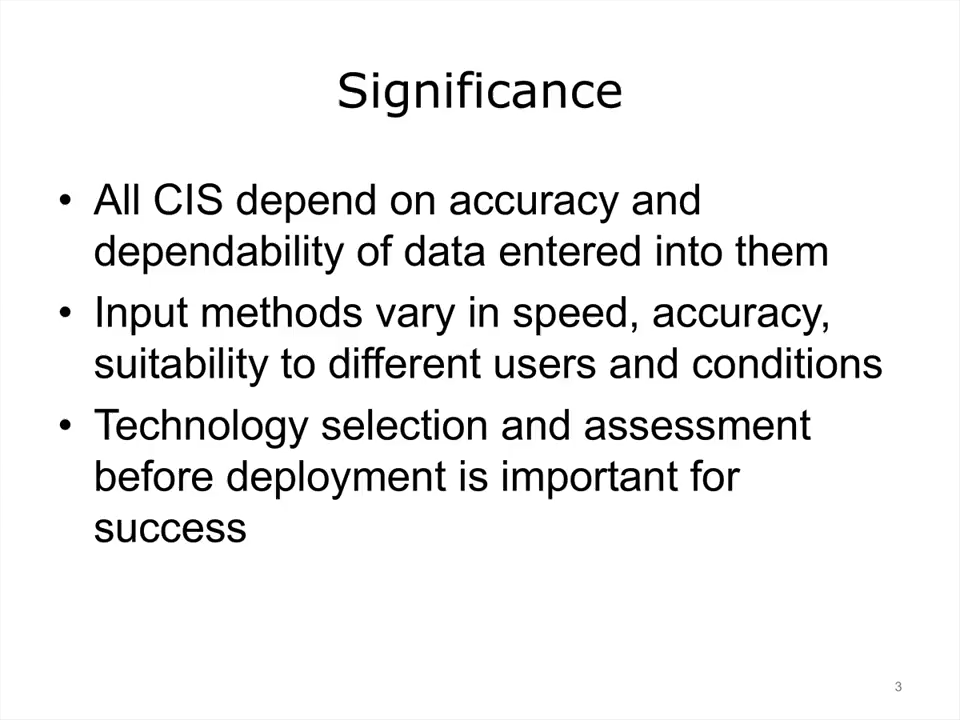 Significance
• All CIS depend on accuracy and
dependability of data entered into them
• Input methods vary in speed, accuracy,
suitability to different users and conditions
• Technology selection and assessment
before deployment is important for
success
3